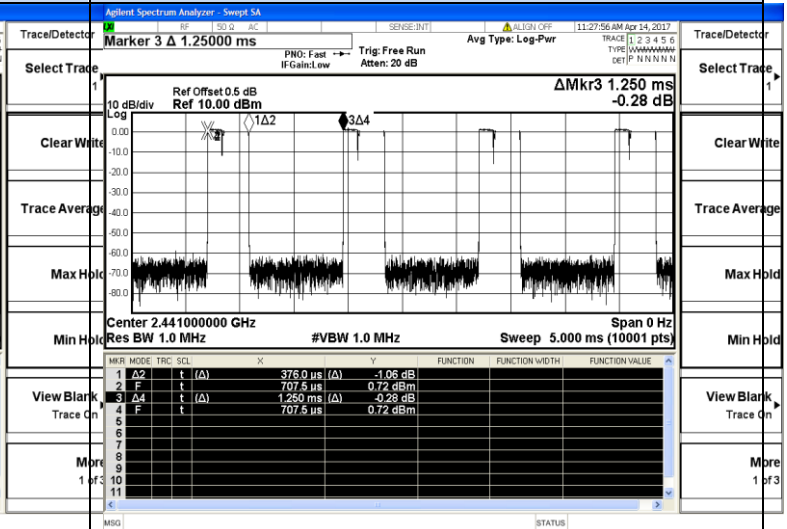 Agilent Spectrum Analyzer - Swept SA
RF 50 Ω AC SENSE:INT ALIGN OFF 11:27:56 AM Apr 14, 2017
Marker 3 Δ 1.25000 ms
PNO: Fast
IFGain:Low
Trig: Free Run
Atten: 20 dB
Avg Type: Log-Pwr
TRACE 1 2 3 4 5 6
TYPE
DET P N N N N N
Ref Offset 0.5 dB
10 dB/div Ref 10.00 dBm
ΔMkr3 1.250 ms
-0.28 dB
Log
1Δ2
3Δ4
0.00
-10.0
-20.0
-30.0
-40.0
-50.0
-60.0
-70.0
-80.0
Center 2.441000000 GHz Span 0 Hz
Res BW 1.0 MHz #VBW 1.0 MHz Sweep 5.000 ms (10001 pts)
MKR MODE TRC SCL X Y FUNCTION FUNCTION WIDTH FUNCTION VALUE
1 Δ2 t (Δ) 376.0 µs (Δ) -1.06 dB
2 F t 707.5 µs 0.72 dBm
3 Δ4 t (Δ) 1.250 ms (Δ) -0.28 dB
4 F t 707.5 µs 0.72 dBm
5
6
7
8
9
10
11
MSG STATUS
Trace/Detector
Select Trace
1
Clear Write
Trace Average
Max Hold
Min Hold
View Blank
Trace On
More
1 of 3
Trace/Detector
Select Trace
1
Clear Write
Trace Average
Max Hold
Min Hold
View Blank
Trace On
More
1 of 3